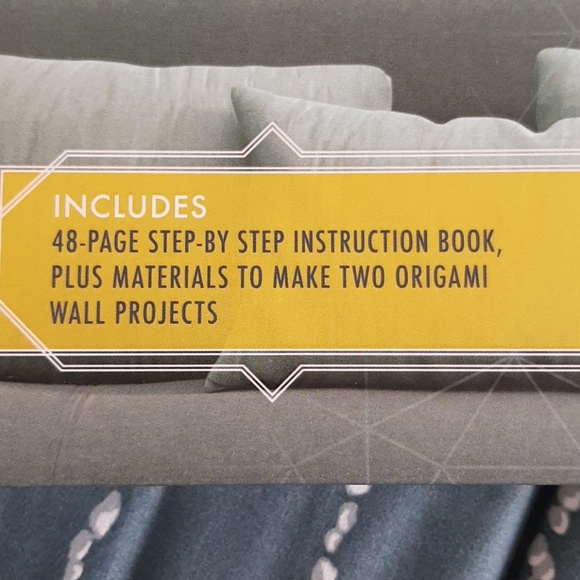 INCLUDES
48-PAGE STEP-BY STEP INSTRUCTION BOOK,
PLUS MATERIALS TO MAKE TWO ORIGAMI
WALL PROJECTS